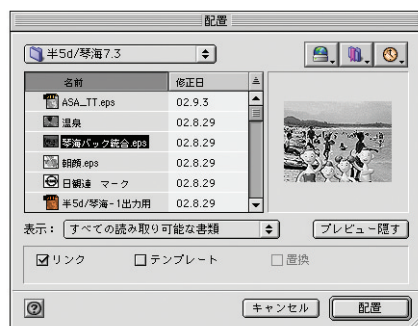 配置
半5d/琴海7.3
名前 修正日
ASA_TT.eps 02.9.3
温泉 02.8.29
琴海バック統合.eps 02.8.29
朝顔.eps 02.8.29
日観連 マーク 02.8.29
半5d/琴海-1出力用 02.8.29
表示： すべての読み取り可能な書類 プレビュー隠す
リンク テンプレート 置換
キャンセル 配置